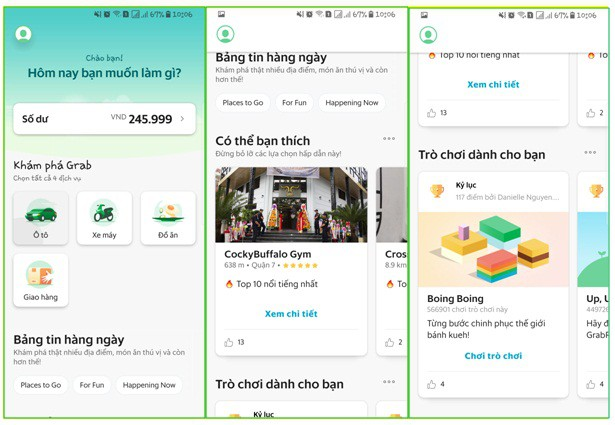 67% 10:06
Chào bạn!
Hôm nay bạn muốn làm gì?
Số dư VND 245.999
Khám phá Grab
Chọn tất cả 4 dịch vụ
Ô tô Xe máy Đồ ăn
Giao hàng
Bảng tin hàng ngày
Khám phá thật nhiều địa điểm, món ăn thú vị và còn
hơn thế!
Places to Go For Fun Happening Now
67% 10:06
Bảng tin hàng ngày
Khám phá thật nhiều địa điểm, món ăn thú vị và còn
hơn thế!
Places to Go For Fun Happening Now
Có thể bạn thích
Đừng bỏ lỡ các lựa chọn hấp dẫn này!
CockyBuffalo Gym Cros
638 m • Quận 7 • 8.9 km
Top 10 nổi tiếng nhất
Xem chi tiết
13 2
Trò chơi dành cho bạn
Kỷ luc
67% 10:06
Top 10 nổi tiếng nhất
Xem chi tiết
13 2
Trò chơi dành cho bạn
Kỷ lục
117 điểm bởi Danielle Nguyen...
Boing Boing Up, U
566901 chơi trò chơi này 449726
Từng bước chinh phục thế giới Hãy đ
bánh kueh! GrabF
Chơi trò chơi
4 4